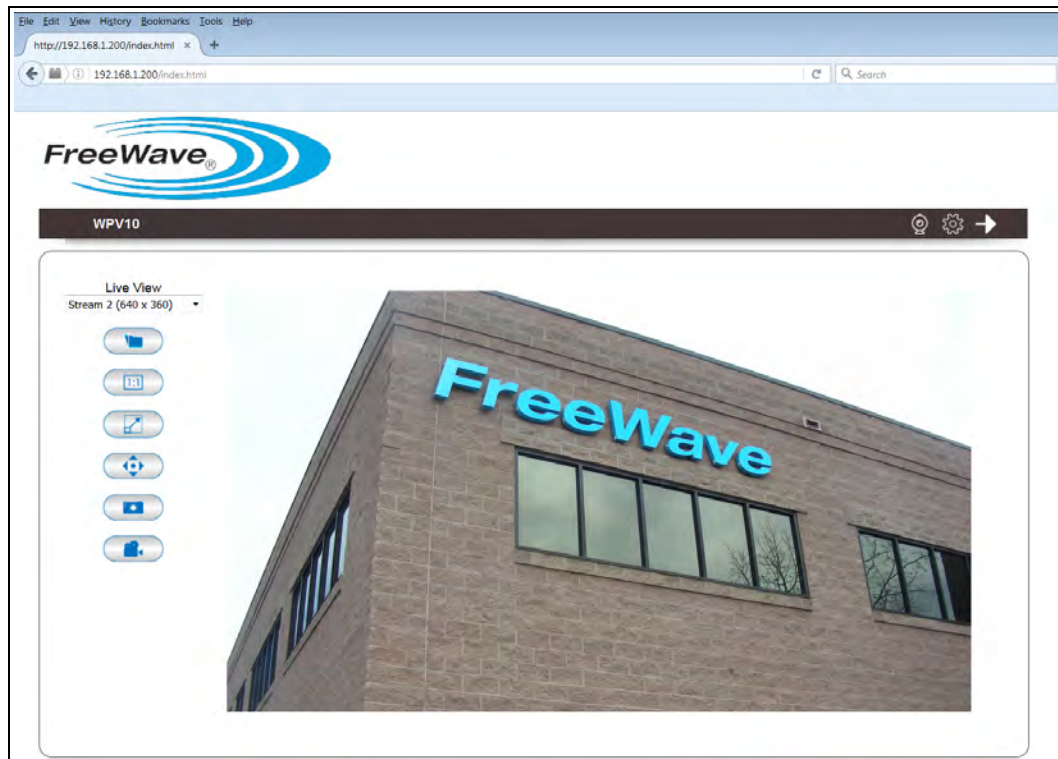 File Edit View History Bookmarks Tools Help
http://192.168.1.200/index.html × +
192.168.1.200/index.html
Search
FreeWave®
WPV10
Live View
Stream 2 (640 x 360)
1:1
FreeWave